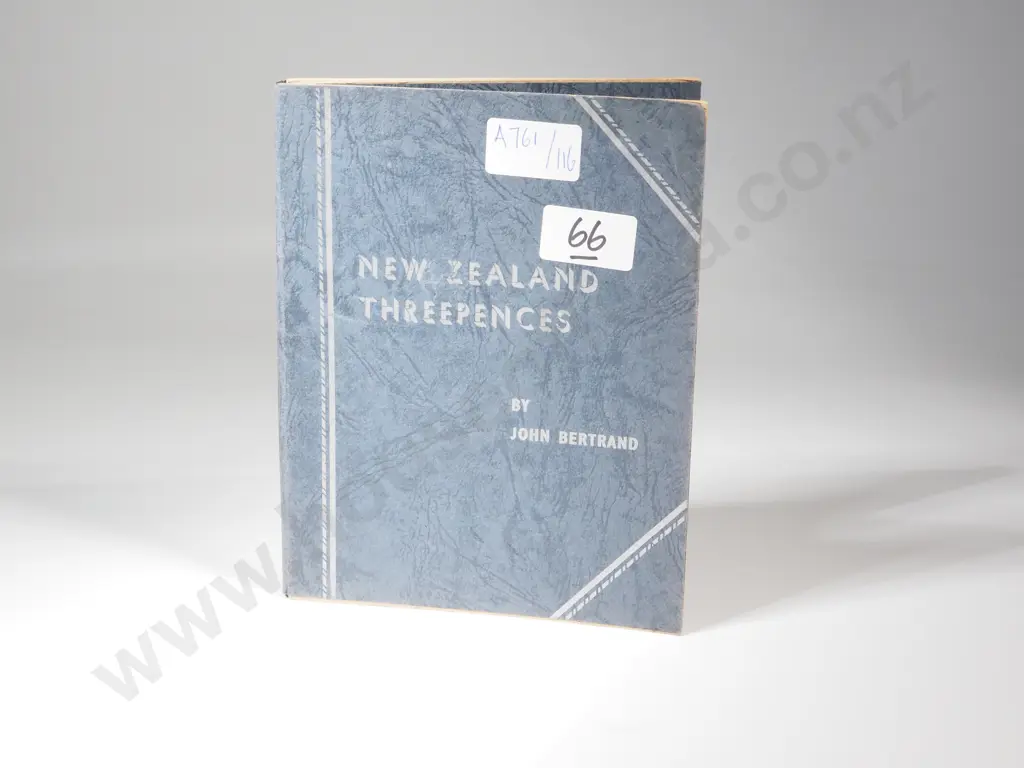 A761/116
66
NEW ZEALAND
THREEPENCES
BY
JOHN BERTRAND